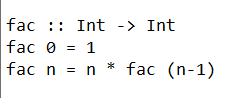 fac :: Int -> Int
fac 0 = 1
fac n = n * fac (n-1)